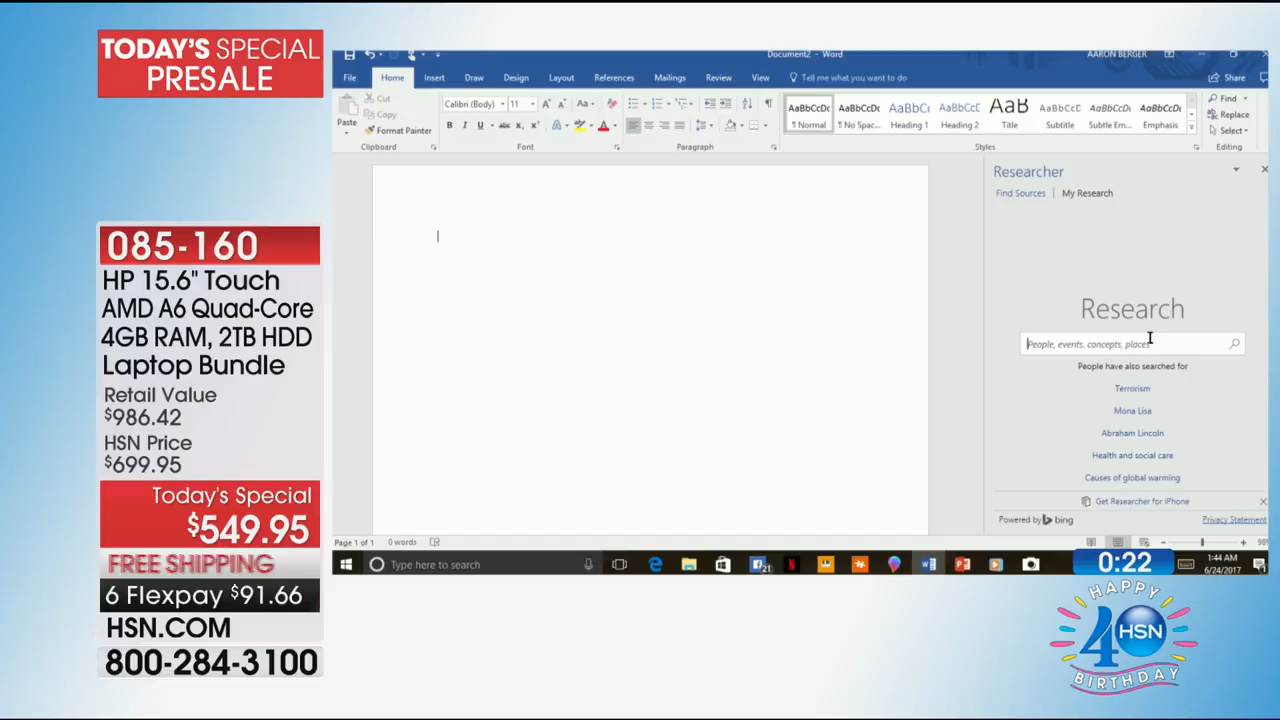 TODAY'S SPECIAL
PRESALE
085-160
HP 15.6" Touch
AMD A6 Quad-Core
4GB RAM, 2TB HDD
Laptop Bundle
Retail Value
$986.42
HSN Price
$699.95
Today's Special
$549.95
FREE SHIPPING
6 Flexpay $91.66
HSN.COM
800-284-3100
Document2 - Word
AARON BERGER
File Home Insert Draw Design Layout References Mailings Review View Tell me what you want to do Share
Paste
Cut
Copy
Format Painter
Clipboard
Calibri (Body) 11
Font
Paragraph
AaBbCcDc AaBbCcDc AaBbCc AaBbCcD AaB AaBbCcD AaBbCcDc AaBbCcDc
¶ Normal ¶ No Spac... Heading 1 Heading 2 Title Subtitle Subtle Em... Emphasis
Styles
Find
Replace
Select
Editing
Researcher
Find Sources | My Research
Research
People, events, concepts, places
People have also searched for
Terrorism
Mona Lisa
Abraham Lincoln
Health and social care
Causes of global warming
Get Researcher for iPhone
Powered by bing
Privacy Statement
Page 1 of 1 0 words
Type here to search
21
0:22
1:44 AM
6/24/2017
HAPPY
40
HSN
BIRTHDAY